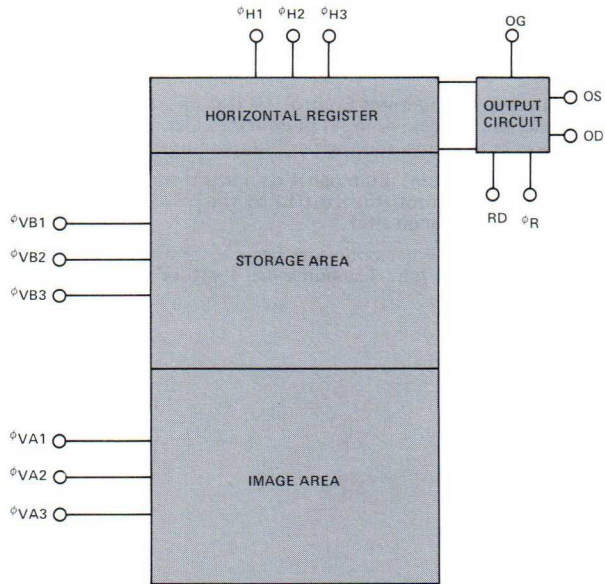 φH1 φH2 φH3
OG
HORIZONTAL REGISTER
OUTPUT
CIRCUIT
OS
OD
RD
φR
φVB1
φVB2
φVB3
STORAGE AREA
φVA1
φVA2
φVA3
IMAGE AREA